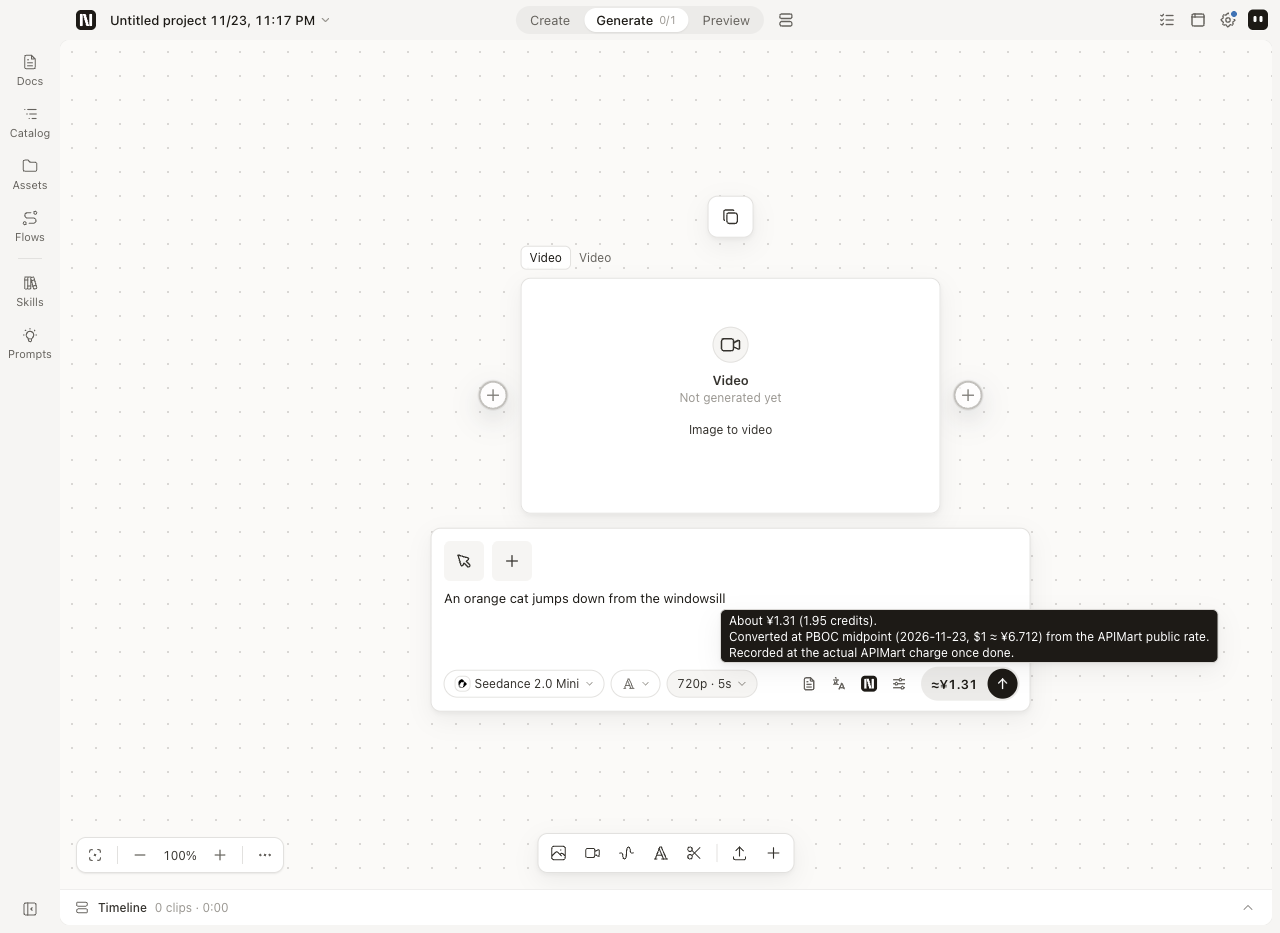 Untitled project 11/23, 11:17 PM
Create
Generate 0/1
Preview
Docs
Catalog
Assets
Flows
Skills
Prompts
Video
Video
Video
Not generated yet
Image to video
An orange cat jumps down from the windowsill
About ¥1.31 (1.95 credits).
Converted at PBOC midpoint (2026-11-23, $1 ≈ ¥6.712) from the APIMart public rate.
Recorded at the actual APIMart charge once done.
Seedance 2.0 Mini
720p · 5s
≈¥1.31
100%
Timeline 0 clips · 0:00